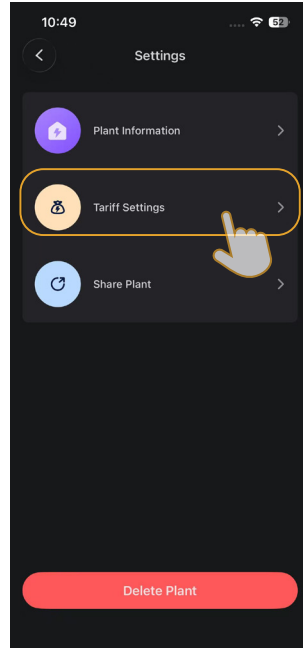 10:49
52
Settings
Plant Information
Tariff Settings
Share Plant
Delete Plant